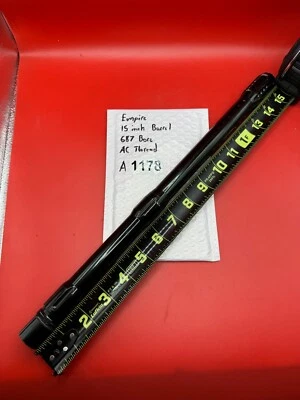 Empire
15 inch Barrel
.687 Bore
AC Thread
A 1178
2 3 4 5 6 7 8 9 10 11 1F 13 14 15